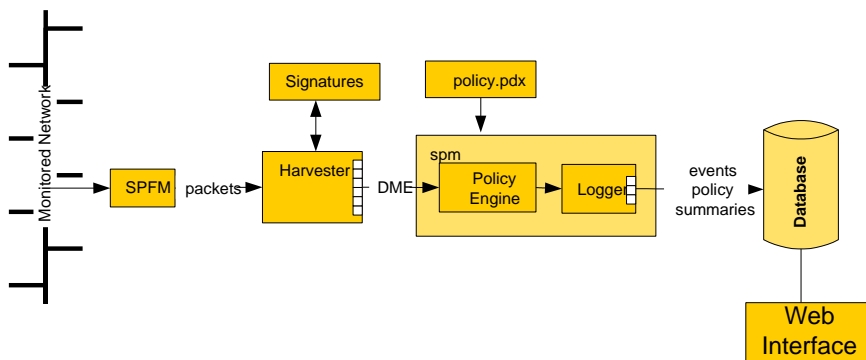 Signatures
policy.pdx
Monitored Network
SPFM
packets
Harvester
DME
spm
Policy
Engine
Logger
events
policy
summaries
Database
Web
Interface